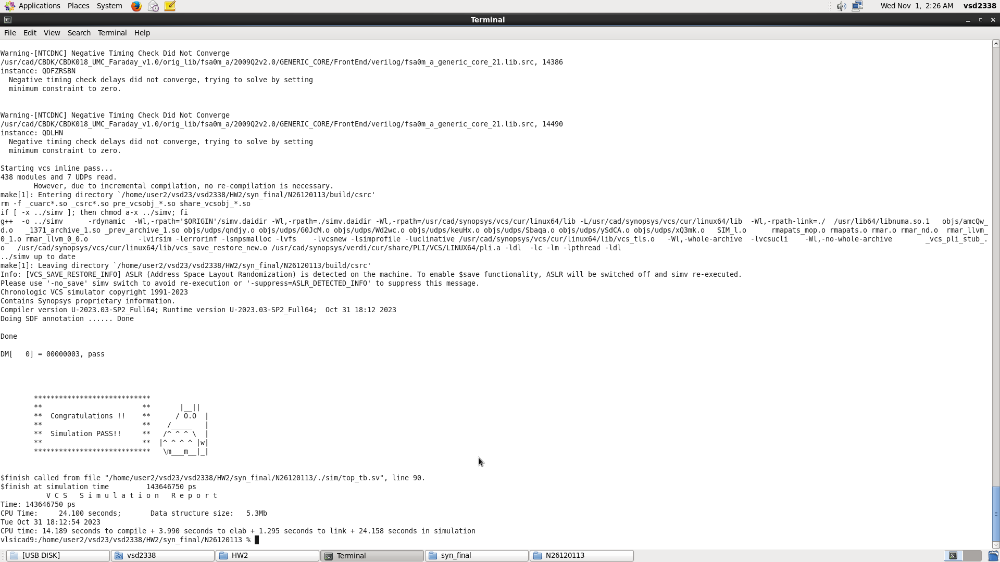 Applications Places System Wed Nov 1, 2:26 AM vsd2338
Terminal
File Edit View Search Terminal Help
Warning-[NTCDNC] Negative Timing Check Did Not Converge
/usr/cad/CBDK/CBDK018_UMC_Faraday_v1.0/orig_lib/fsa0m_a/2009Q2v2.0/GENERIC_CORE/FrontEnd/verilog/fsa0m_a_generic_core_21.lib.src, 14386
instance: QDFZRSBN
  Negative timing check delays did not converge, trying to solve by setting
  minimum constraint to zero.
Warning-[NTCDNC] Negative Timing Check Did Not Converge
/usr/cad/CBDK/CBDK018_UMC_Faraday_v1.0/orig_lib/fsa0m_a/2009Q2v2.0/GENERIC_CORE/FrontEnd/verilog/fsa0m_a_generic_core_21.lib.src, 14490
instance: QDLHN
  Negative timing check delays did not converge, trying to solve by setting
  minimum constraint to zero.
Starting vcs inline pass...
438 modules and 7 UDPs read.
        However, due to incremental compilation, no re-compilation is necessary.
make[1]: Entering directory `/home/user2/vsd23/vsd2338/HW2/syn_final/N26120113/build/csrc'
rm -f _cuarc*.so _csrc*.so pre_vcsobj_*.so share_vcsobj_*.so
if [ -x ../simv ]; then chmod a-x ../simv; fi
g++  -o ../simv      -rdynamic  -Wl,-rpath='$ORIGIN'/simv.daidir -Wl,-rpath=./simv.daidir -Wl,-rpath=/usr/cad/synopsys/vcs/cur/linux64/lib -L/usr/cad/synopsys/vcs/cur/linux64/lib  -Wl,-rpath-link=./  /usr/lib64/libnuma.so.1   objs/amcQw_
d.o   _1371_archive_1.so _prev_archive_1.so objs/udps/qndjy.o objs/udps/G0JcM.o objs/udps/Wd2wc.o objs/udps/keuHx.o objs/udps/Sbaqa.o objs/udps/ySdCA.o objs/udps/xQ3mk.o   SIM_l.o      rmapats_mop.o rmapats.o rmar.o rmar_nd.o  rmar_llvm_
0_1.o rmar_llvm_0_0.o            -lvirsim -lerrorinf -lsnpsmalloc -lvfs    -lvcsnew -lsimprofile -luclinative /usr/cad/synopsys/vcs/cur/linux64/lib/vcs_tls.o   -Wl,-whole-archive  -lvcsucli    -Wl,-no-whole-archive        _vcs_pli_stub_.
o   /usr/cad/synopsys/vcs/cur/linux64/lib/vcs_save_restore_new.o /usr/cad/synopsys/verdi/cur/share/PLI/VCS/LINUX64/pli.a -ldl  -lc -lm -lpthread -ldl
../simv up to date
make[1]: Leaving directory `/home/user2/vsd23/vsd2338/HW2/syn_final/N26120113/build/csrc'
Info: [VCS_SAVE_RESTORE_INFO] ASLR (Address Space Layout Randomization) is detected on the machine. To enable $save functionality, ASLR will be switched off and simv re-executed.
Please use '-no_save' simv switch to avoid re-execution or '-suppress=ASLR_DETECTED_INFO' to suppress this message.
Chronologic VCS simulator copyright 1991-2023
Contains Synopsys proprietary information.
Compiler version U-2023.03-SP2_Full64; Runtime version U-2023.03-SP2_Full64;  Oct 31 18:12 2023
Doing SDF annotation ...... Done
Done
DM[   0] = 00000003, pass
        ****************************
        **                        **       |__||
        **  Congratulations !!    **      / O.O  |
        **                        **    /_____   |
        **  Simulation PASS!!     **   /^ ^ ^ \  |
        **                        **  |^ ^ ^ ^ |w|
        ****************************   \m___m__|_|
$finish called from file "/home/user2/vsd23/vsd2338/HW2/syn_final/N26120113/./sim/top_tb.sv", line 90.
$finish at simulation time         143646750 ps
           V C S   S i m u l a t i o n   R e p o r t
Time: 143646750 ps
CPU Time:     24.100 seconds;       Data structure size:   5.3Mb
Tue Oct 31 18:12:54 2023
CPU time: 14.189 seconds to compile + 3.990 seconds to elab + 1.295 seconds to link + 24.158 seconds in simulation
vlsicad9:/home/user2/vsd23/vsd2338/HW2/syn_final/N26120113 %
[USB DISK] vsd2338 HW2 Terminal syn_final N26120113